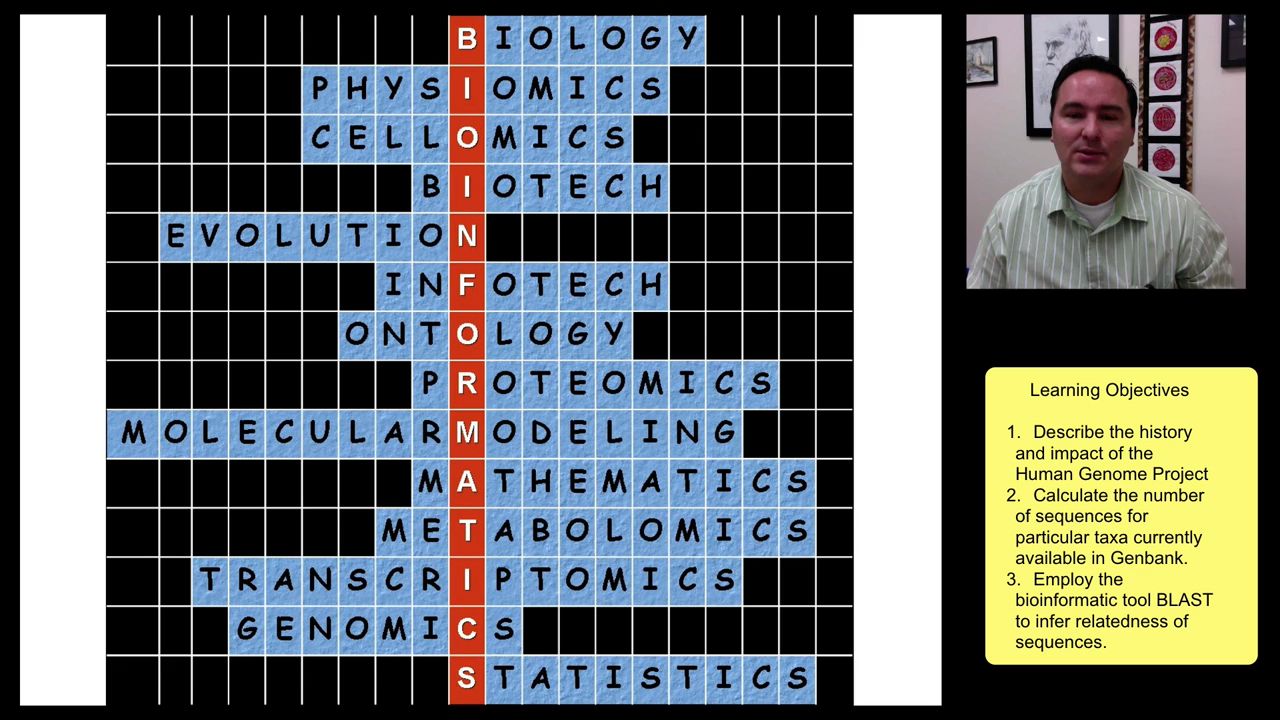 BIOLOGY
PHYSIOMICS
CELLOMICS
BIOTECH
EVOLUTION
INFOTECH
ONTOLOGY
PROTEOMICS
MOLECULARMODELING
MATHEMATICS
METABOLOMICS
TRANSCRIPTOMICS
GENOMICS
STATISTICS
Learning Objectives
1. Describe the history
and impact of the
Human Genome Project
2. Calculate the number
of sequences for
particular taxa currently
available in Genbank.
3. Employ the
bioinformatic tool BLAST
to infer relatedness of
sequences.